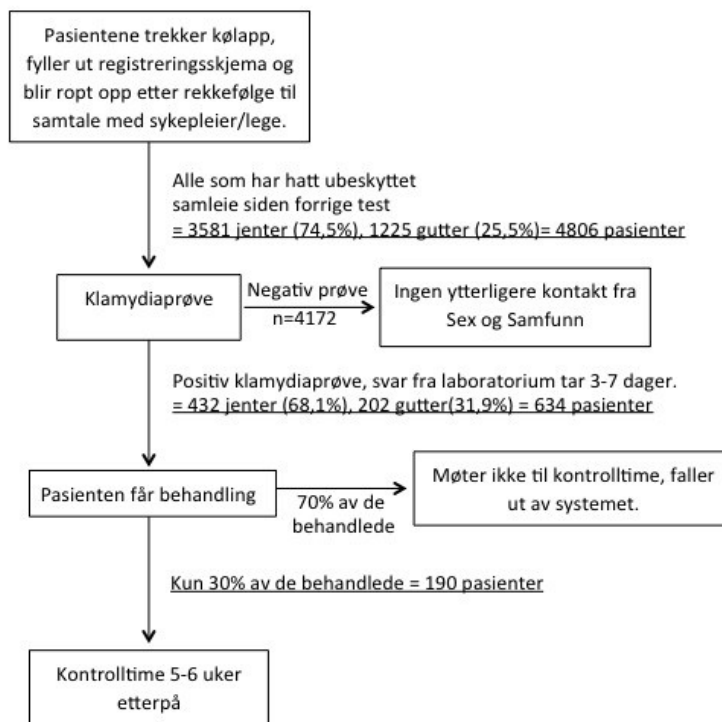 Pasientene trekker kølapp,
fyller ut registreringsskjema og
blir ropt opp etter rekkefølge til
samtale med sykepleier/lege.
Alle som har hatt ubeskyttet
samleie siden forrige test
= 3581 jenter (74,5%), 1225 gutter (25,5%)= 4806 pasienter
Klamydiaprøve
Negativ prøve
n=4172
Ingen ytterligere kontakt fra
Sex og Samfunn
Positiv klamydiaprøve, svar fra laboratorium tar 3-7 dager.
= 432 jenter (68,1%), 202 gutter(31,9%) = 634 pasienter
Pasienten får behandling
70% av de
behandlede
Møter ikke til kontrolltime, faller
ut av systemet.
Kun 30% av de behandlede = 190 pasienter
Kontrolltime 5-6 uker
etterpå